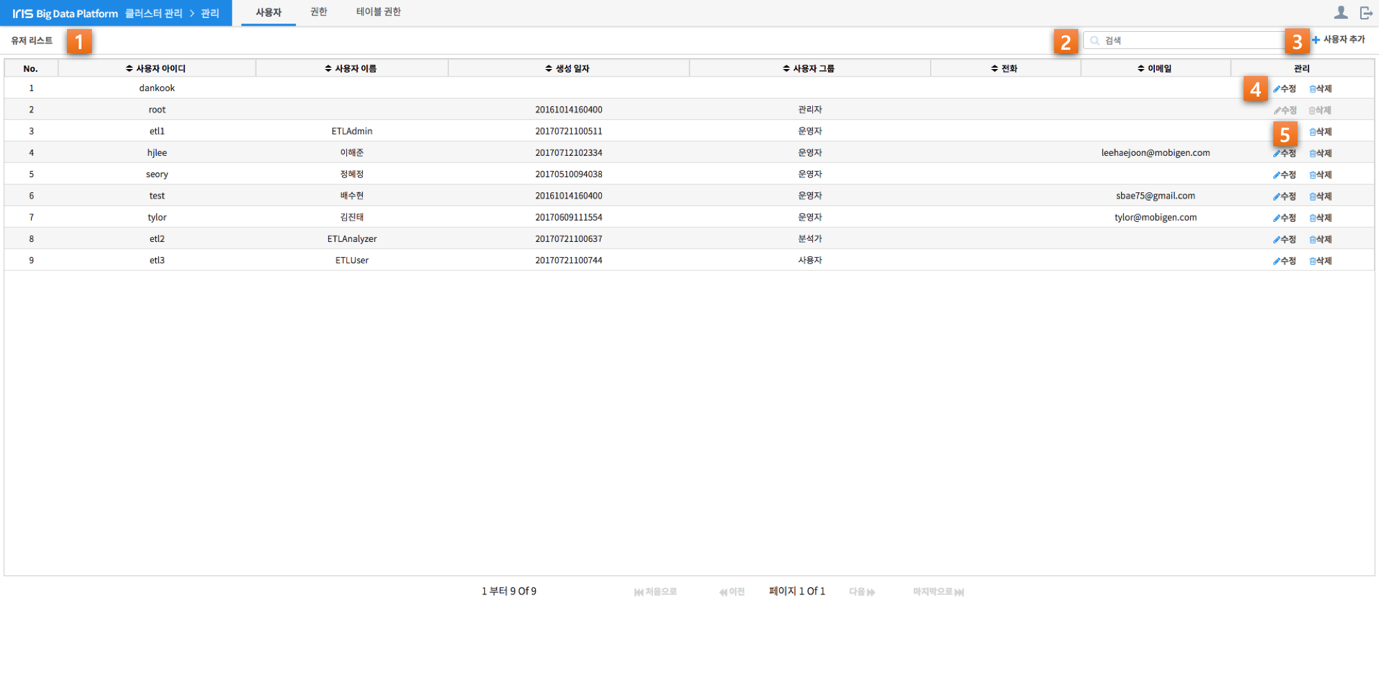 IRIS Big Data Platform 클러스터 관리 > 관리 사용자 권한 테이블 권한
유저 리스트 1 2 검색 3 + 사용자 추가
No. 사용자 아이디 사용자 이름 생성 일자 사용자 그룹 전화 이메일 관리
1 dankook 4 수정 삭제
2 root 20161014160400 관리자 수정 삭제
3 etl1 ETLAdmin 20170721100511 운영자 5 삭제
4 hjlee 이해준 20170712102334 운영자 leehaejoon@mobigen.com 수정 삭제
5 seory 정혜정 20170510094038 운영자 수정 삭제
6 test 배수현 20161014160400 운영자 sbae75@gmail.com 수정 삭제
7 tylor 김진태 20170609111554 운영자 tylor@mobigen.com 수정 삭제
8 etl2 ETLAnalyzer 20170721100637 분석가 수정 삭제
9 etl3 ETLUser 20170721100744 사용자 수정 삭제
1 부터 9 Of 9 처음으로 이전 페이지 1 Of 1 다음 마지막으로